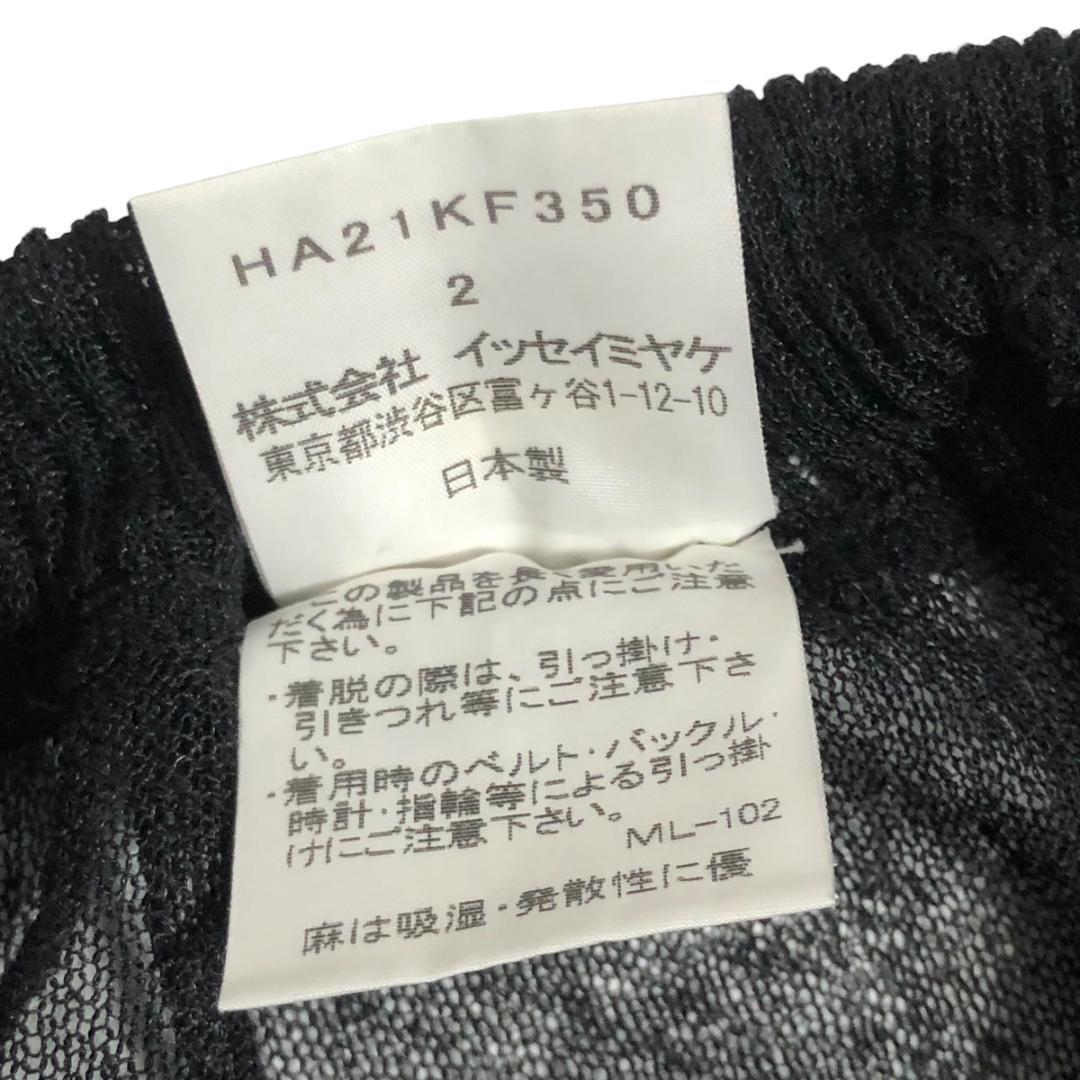 HA21KF350
2
株式会社 イッセイミヤケ
東京都渋谷区富ヶ谷1-12-10
日本製
この製品を長く愛用いた
だく為に下記の点にご注意
下さい。
・着脱の際は、引っ掛け・
引きつれ等にご注意下さ
い。
・着用時のベルト・バックル・
時計・指輪等による引っ掛
けにご注意下さい。
ML-102
麻は吸湿・発散性に優